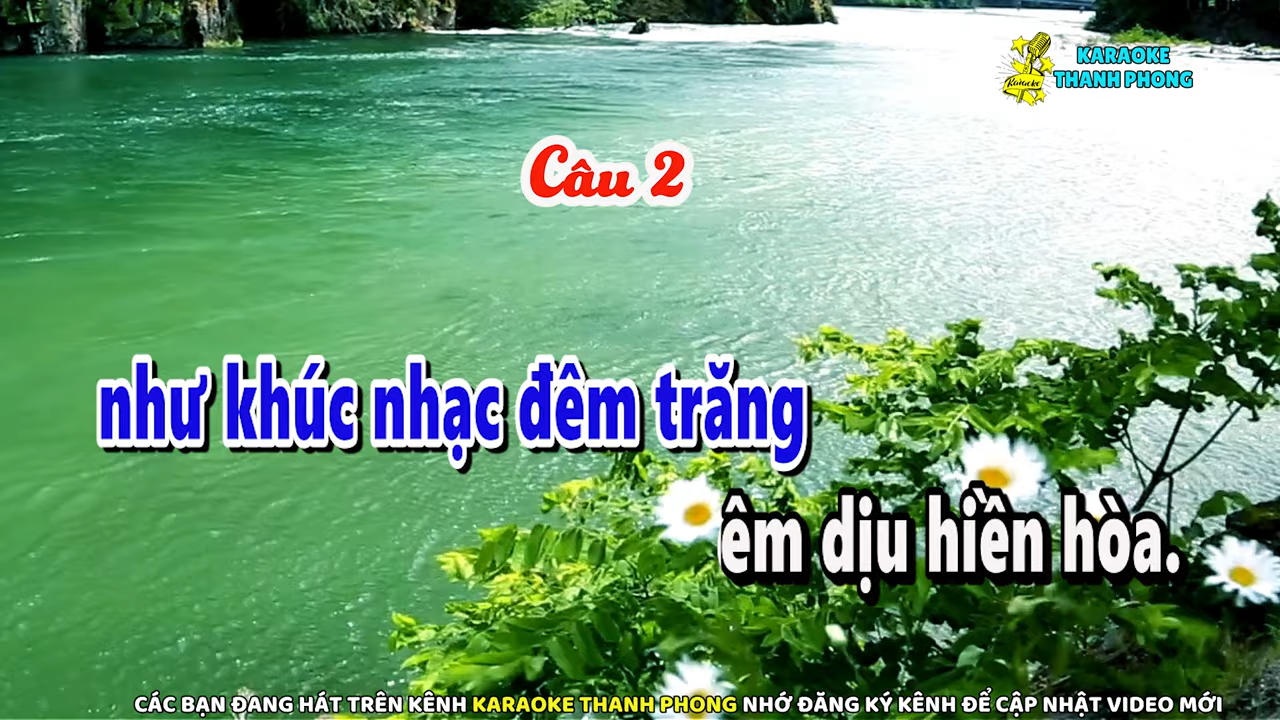 Karaoke
KARAOKE
THANH PHONG
Câu 2
như khúc nhạc đêm trăng
êm dịu hiền hòa.
CÁC BẠN ĐANG HÁT TRÊN KÊNH KARAOKE THANH PHONG NHỚ ĐĂNG KÝ KÊNH ĐỂ CẬP NHẬT VIDEO MỚI